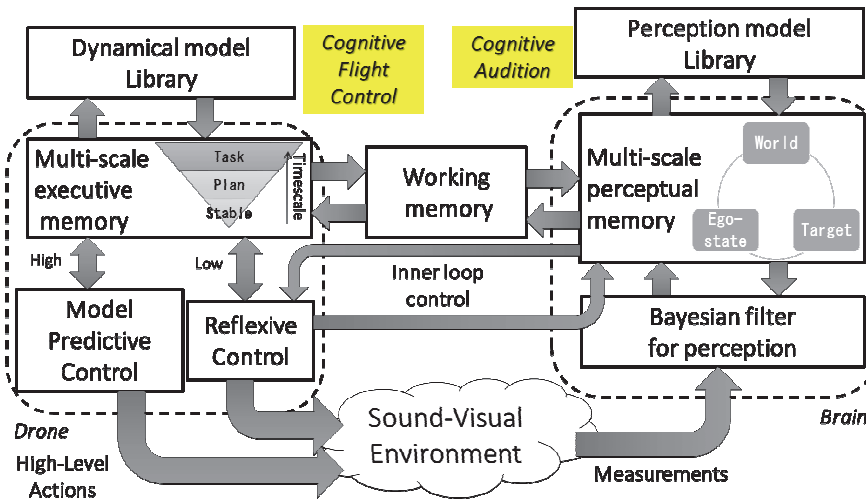 Dynamical model
Library
Cognitive
Flight
Control
Cognitive
Audition
Perception model
Library
Multi-scale
executive
memory
Task
Plan
Stable
Timescale
Working
memory
Multi-scale
perceptual
memory
World
Ego-
state
Target
High
Low
Inner loop
control
Model
Predictive
Control
Reflexive
Control
Bayesian filter
for perception
Drone
Sound-Visual
Environment
Brain
High-Level
Actions
Measurements